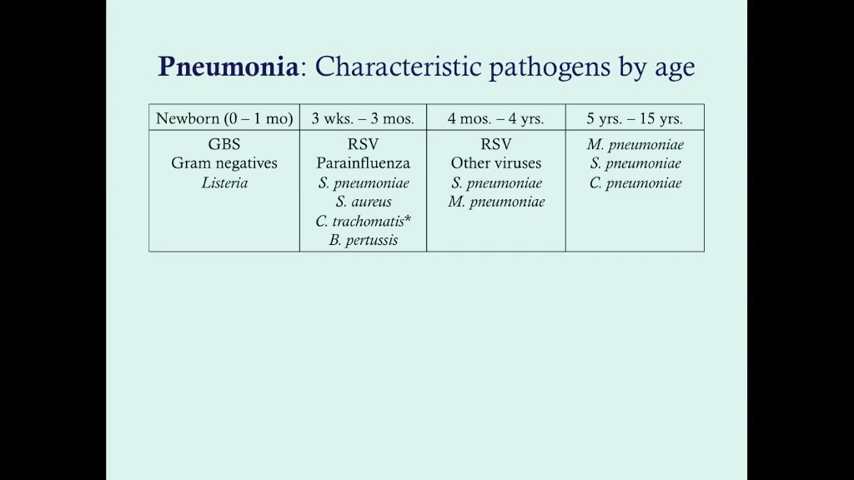 Pneumonia: Characteristic pathogens by age
Newborn (0 – 1 mo) 3 wks. – 3 mos. 4 mos. – 4 yrs. 5 yrs. – 15 yrs.
GBS RSV RSV M. pneumoniae
Gram negatives Parainfluenza Other viruses S. pneumoniae
Listeria S. pneumoniae S. pneumoniae C. pneumoniae
S. aureus M. pneumoniae
C. trachomatis*
B. pertussis